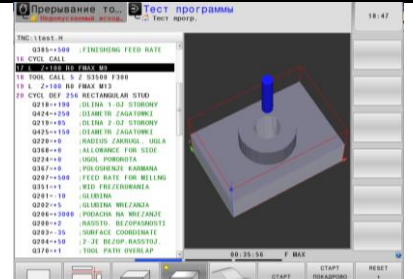 Прерывание то...
Недопускаемый исход.
Тест программы
Тест прогр.
18:47
TNC:\test.H
Q385=+500 ;FINISHING FEED RATE
16 CYCL CALL
17 L Z+100 R0 FMAX M9
18 TOOL CALL 5 Z S3500 F300
19 L Z+100 R0 FMAX M13
20 CYCL DEF 256 RECTANGULAR STUD
Q218=+190 ;DLINA 1-OJ STORONY
Q424=+250 ;DIAMETR ZAGATOWKI
Q219=+95 ;DLINA 2-OJ STORONY
Q425=+150 ;DIAMETR ZAGATOWKI
Q220=+0 ;RADIUS ZAKRUGL. UGLA
Q368=+0 ;ALLOWANCE FOR SIDE
Q224=+0 ;UGOL POWOROTA
Q367=+0 ;POLOSHENJE KARMANA
Q207=+500 ;FEED RATE FOR MILLNG
Q351=+1 ;WID FREZEROWANIA
Q201=-10 ;GLUBINA
Q202=+5 ;GLUBINA WREZANJA
Q206=+3000 ;PODACHA NA WREZANJE
Q200=+2 ;RASSTO. BEZOPASNOSTI
Q203=-35 ;SURFACE COORDINATE
Q204=+50 ;2-JE BEZOP.RASSTOJ.
Q370=+1 ;TOOL PATH OVERLAP
00:35:56 F MAX
СТАРТ
СТАРТ ПОКАДРОВО
RESET
+